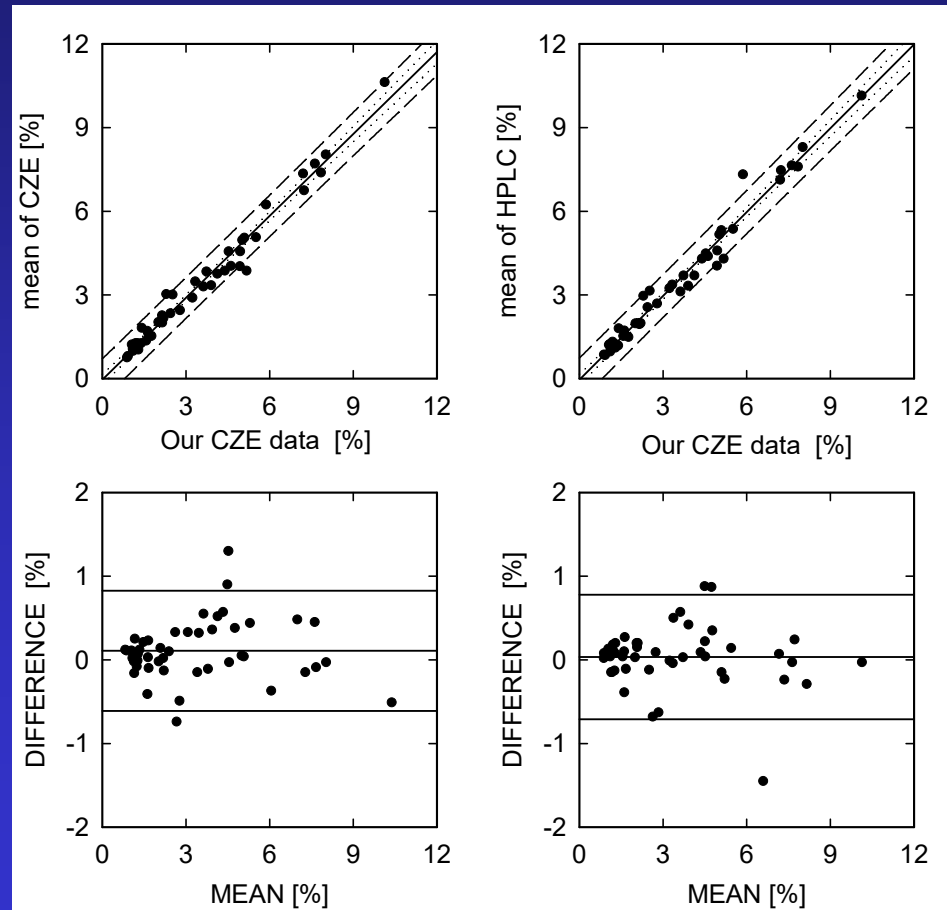 mean of CZE [%]
12
9
6
3
0
0 3 6 9 12
Our CZE data [%]
mean of HPLC [%]
12
9
6
3
0
0 3 6 9 12
Our CZE data [%]
DIFFERENCE [%]
2
1
0
-1
-2
0 3 6 9 12
MEAN [%]
DIFFERENCE [%]
2
1
0
-1
-2
0 3 6 9 12
MEAN [%]